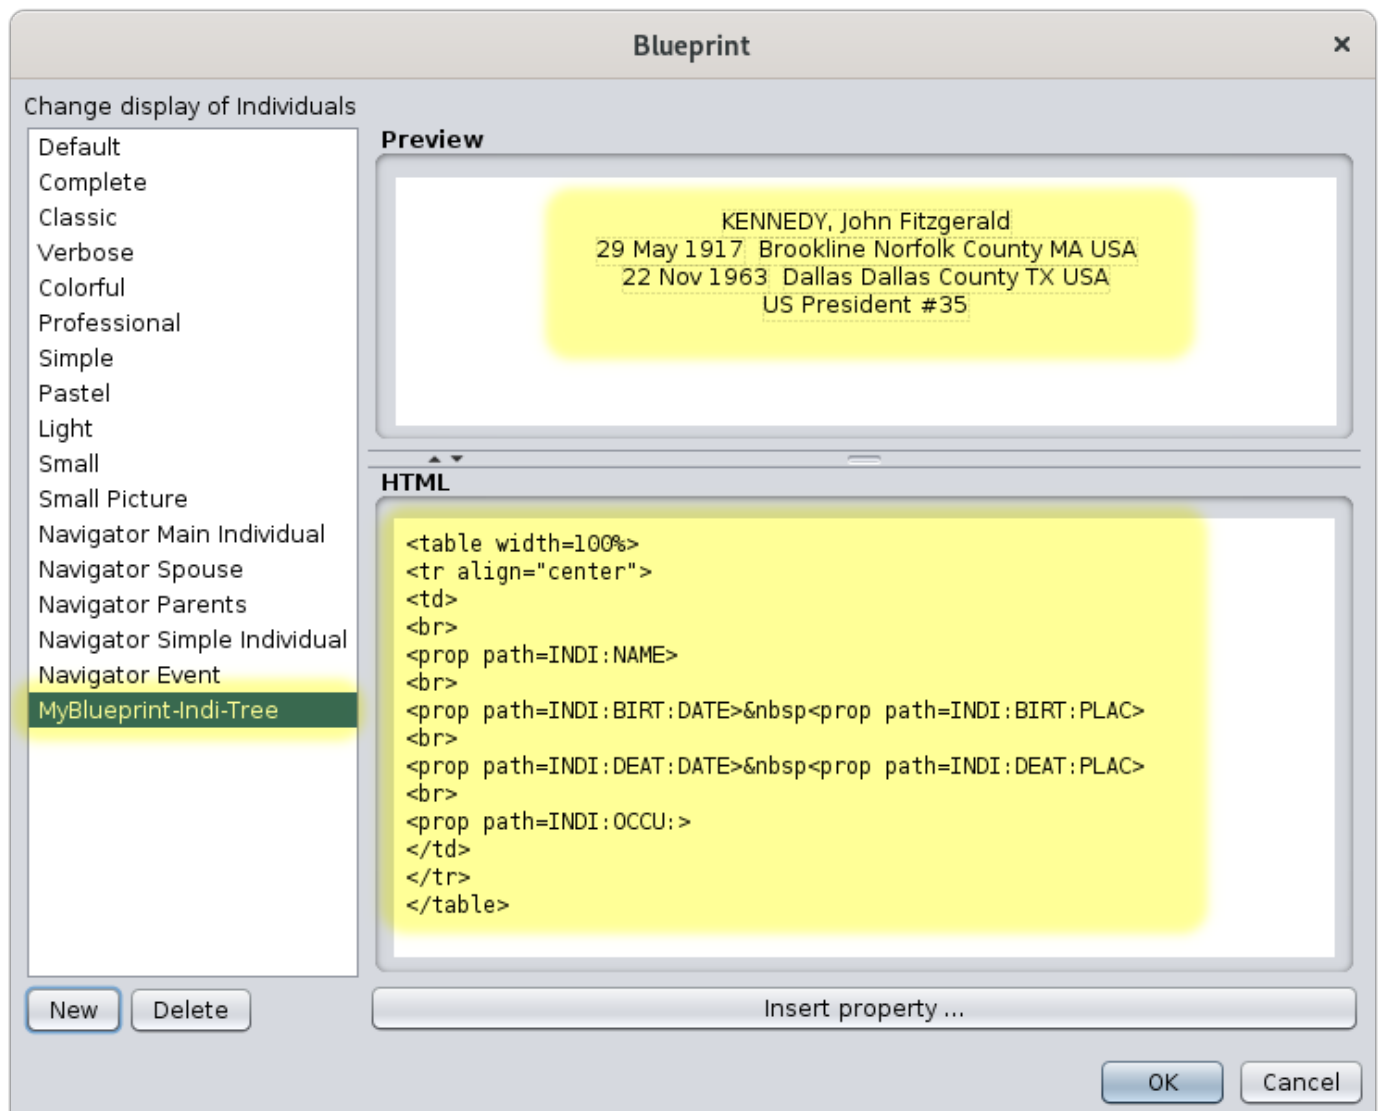 Blueprint
Change display of Individuals
Default
Complete
Classic
Verbose
Colorful
Professional
Simple
Pastel
Light
Small
Small Picture
Navigator Main Individual
Navigator Spouse
Navigator Parents
Navigator Simple Individual
Navigator Event
MyBlueprint-Indi-Tree
New Delete
Preview
KENNEDY, John Fitzgerald
29 May 1917 Brookline Norfolk County MA USA
22 Nov 1963 Dallas Dallas County TX USA
US President #35
HTML
<table width=100%>
<tr align="center">
<td>
<br>
<prop path=INDI:NAME>
<br>
<prop path=INDI:BIRT:DATE>&nbsp<prop path=INDI:BIRT:PLAC>
<br>
<prop path=INDI:DEAT:DATE>&nbsp<prop path=INDI:DEAT:PLAC>
<br>
<prop path=INDI:OCCU:>
</td>
</tr>
</table>
Insert property ...
OK Cancel